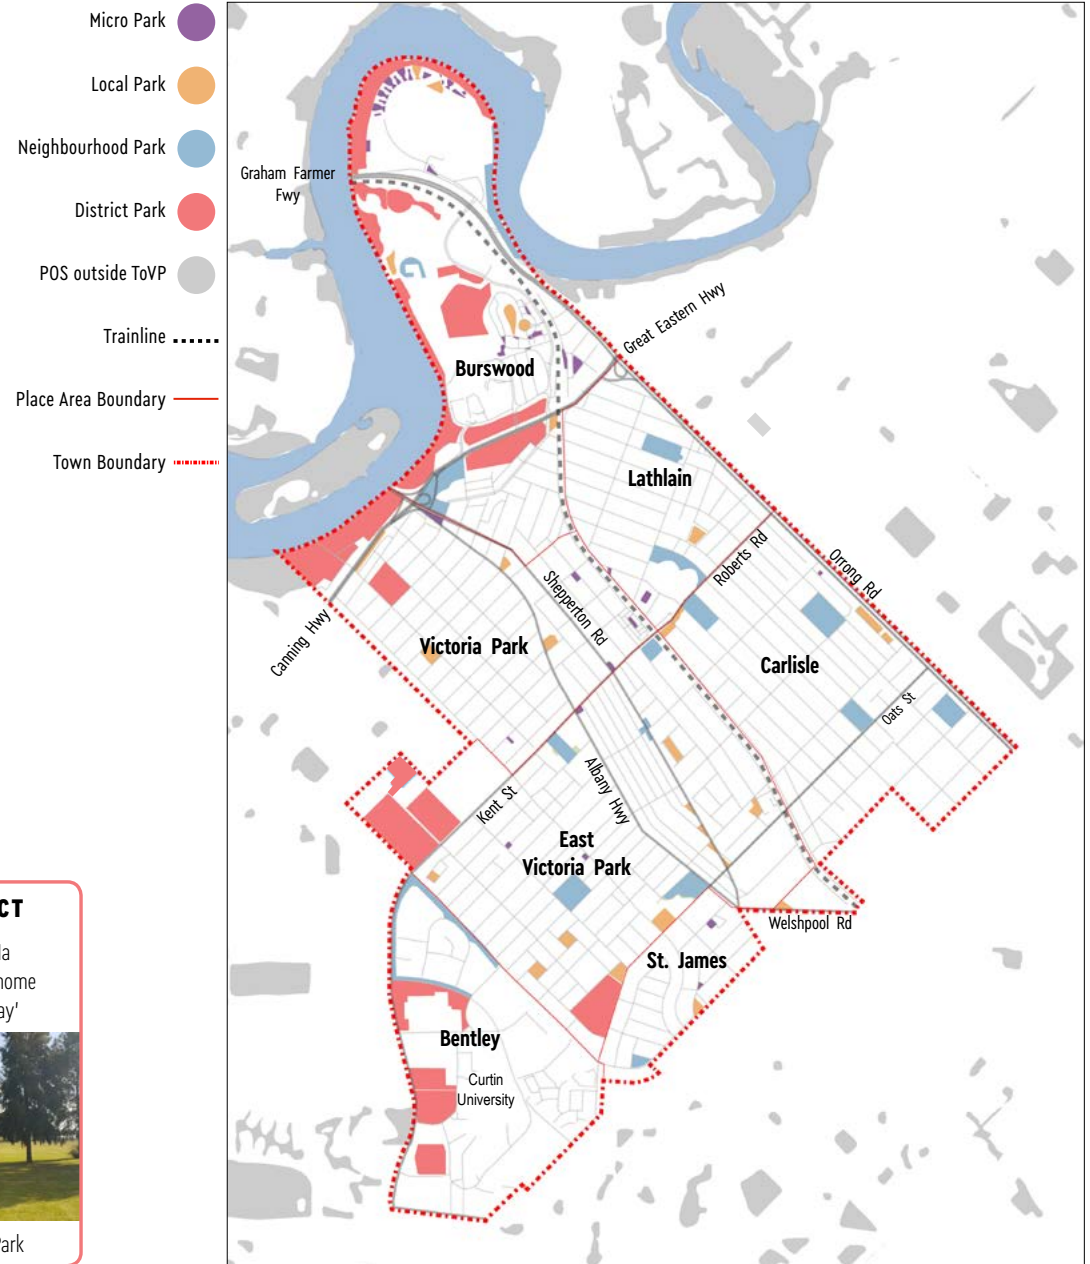 Micro Park
Local Park
Neighbourhood Park
District Park
POS outside ToVP
Trainline
Place Area Boundary
Town Boundary
Graham Farmer
Fwy
Great Eastern Hwy
Burswood
Lathlain
Roberts Rd
Orrong Rd
Shepperton Rd
Canning Hwy
Victoria Park
Carlisle
Oats St
Kent St
Albany Hwy
East
Victoria Park
Welshpool Rd
St. James
Bentley
Curtin
University
CT
la
home
ay'
Park